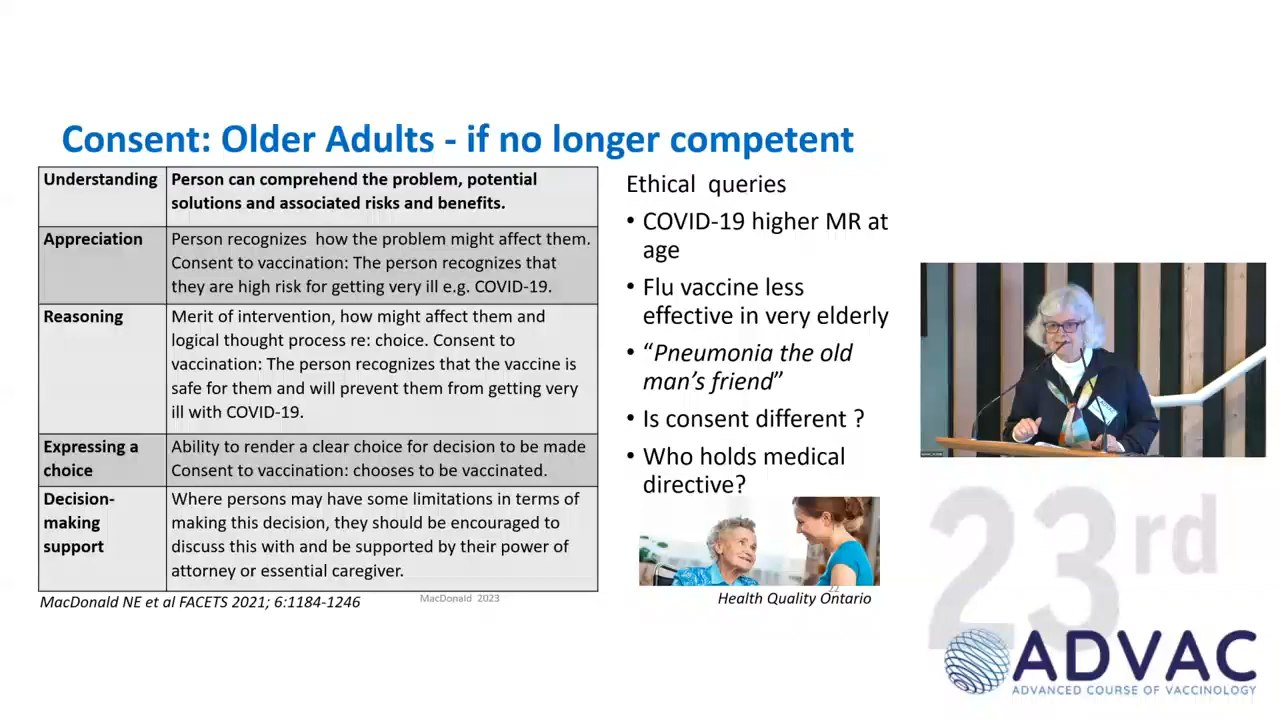 Consent: Older Adults - if no longer competent
Understanding
Person can comprehend the problem, potential
solutions and associated risks and benefits.
Appreciation
Person recognizes how the problem might affect them.
Consent to vaccination: The person recognizes that
they are high risk for getting very ill e.g. COVID-19.
Reasoning
Merit of intervention, how might affect them and
logical thought process re: choice. Consent to
vaccination: The person recognizes that the vaccine is
safe for them and will prevent them from getting very
ill with COVID-19.
Expressing a
choice
Ability to render a clear choice for decision to be made
Consent to vaccination: chooses to be vaccinated.
Decision-
making
support
Where persons may have some limitations in terms of
making this decision, they should be encouraged to
discuss this with and be supported by their power of
attorney or essential caregiver.
MacDonald NE et al FACETS 2021; 6:1184-1246
MacDonald 2023
Ethical queries
• COVID-19 higher MR at
age
• Flu vaccine less
effective in very elderly
• “Pneumonia the old
man’s friend”
• Is consent different ?
• Who holds medical
directive?
22
Health Quality Ontario
23rd
ADVAC
ADVANCED COURSE OF VACCINOLOGY